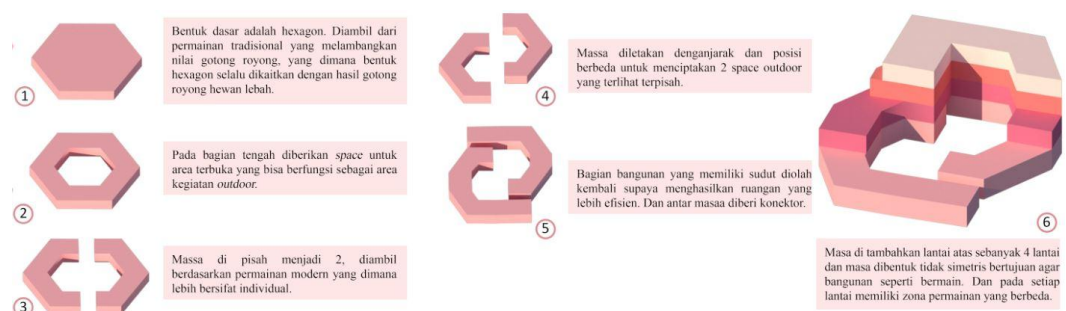 Bentuk dasar adalah hexagon. Diambil dari
permainan tradisional yang melambangkan
nilai gotong royong, yang dimana bentuk
hexagon selalu dikaitkan dengan hasil gotong
royong hewan lebah.
1
Pada bagian tengah diberikan space untuk
area terbuka yang bisa berfungsi sebagai area
kegiatan outdoor.
2
Massa di pisah menjadi 2, diambil
berdasarkan permainan modern yang dimana
lebih bersifat individual.
3
Massa diletakan denganjarak dan posisi
berbeda untuk menciptakan 2 space outdoor
yang terlihat terpisah.
4
Bagian bangunan yang memiliki sudut diolah
kembali supaya menghasilkan ruangan yang
lebih efisien. Dan antar masaa diberi konektor.
5
6
Masa di tambahkan lantai atas sebanyak 4 lantai
dan masa dibentuk tidak simetris bertujuan agar
bangunan seperti bermain. Dan pada setiap
lantai memiliki zona permainan yang berbeda.